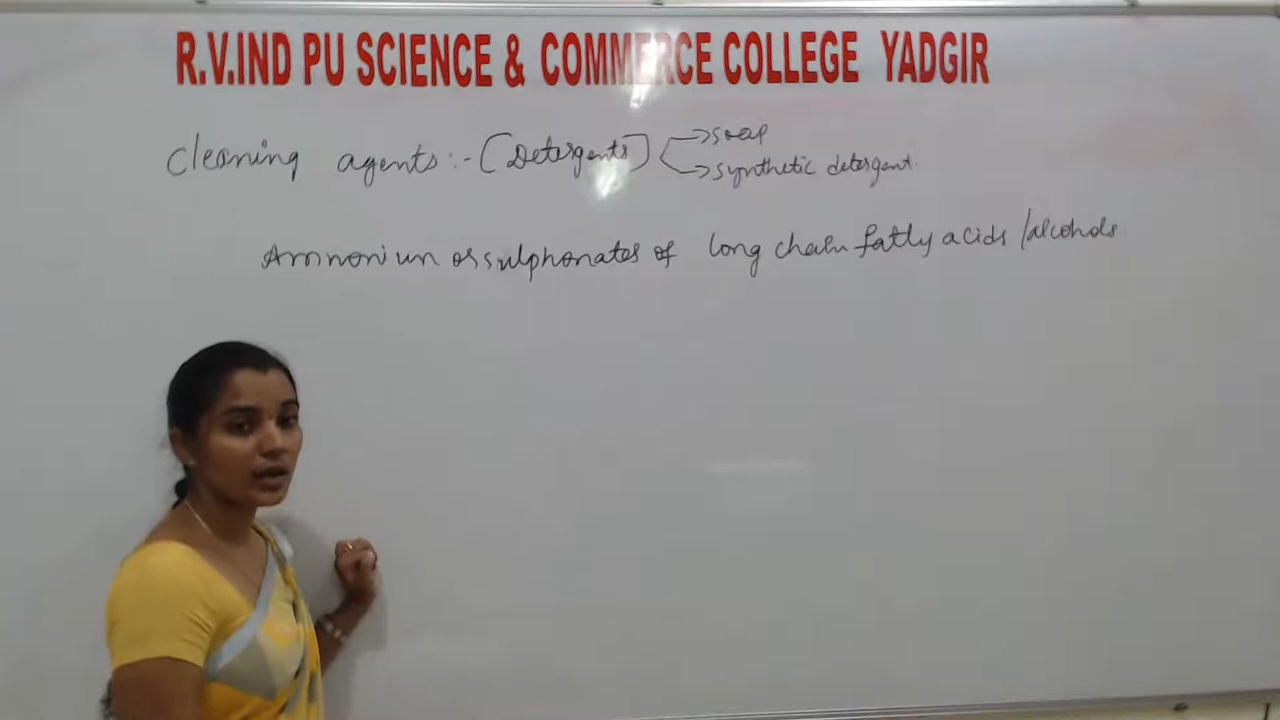 R.V.IND PU SCIENCE & COMMERCE COLLEGE YADGIR
cleaning agents:- [Detergents] → soap
→ synthetic detergent.
Ammonium or sulphonates of long chain fatty acids /alcohols